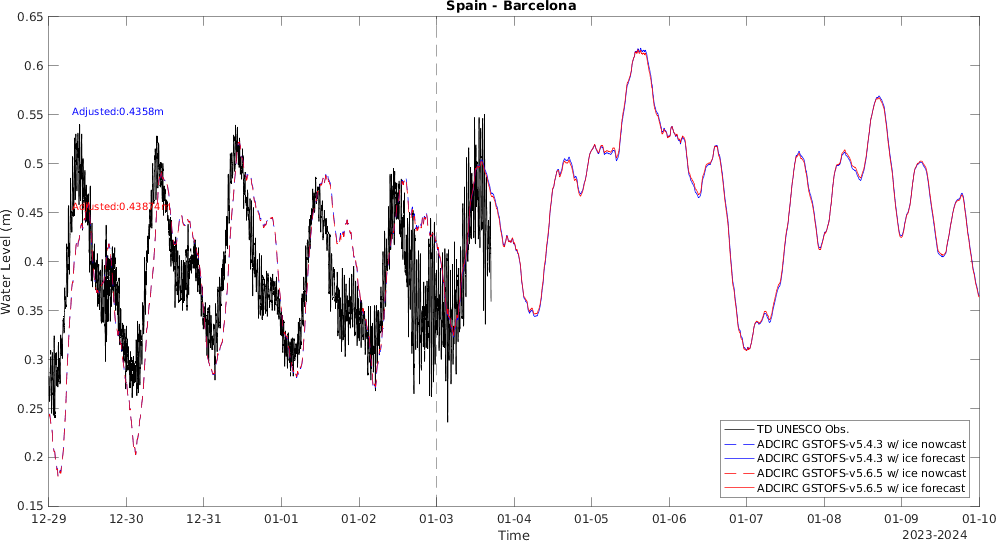 Spain - Barcelona
0.65
0.6
0.55
0.5
0.45
0.4
0.35
0.3
0.25
0.2
0.15
Water Level (m)
Adjusted:0.4358m
TD UNESCO Obs.
ADCIRC GSTOFS-v5.4.3 w/ ice nowcast
ADCIRC GSTOFS-v5.4.3 w/ ice forecast
ADCIRC GSTOFS-v5.6.5 w/ ice nowcast
ADCIRC GSTOFS-v5.6.5 w/ ice forecast
12-29 12-30 12-31 01-01 01-02 01-03 01-04 01-05 01-06 01-07 01-08 01-09 01-10
Time
2023-2024